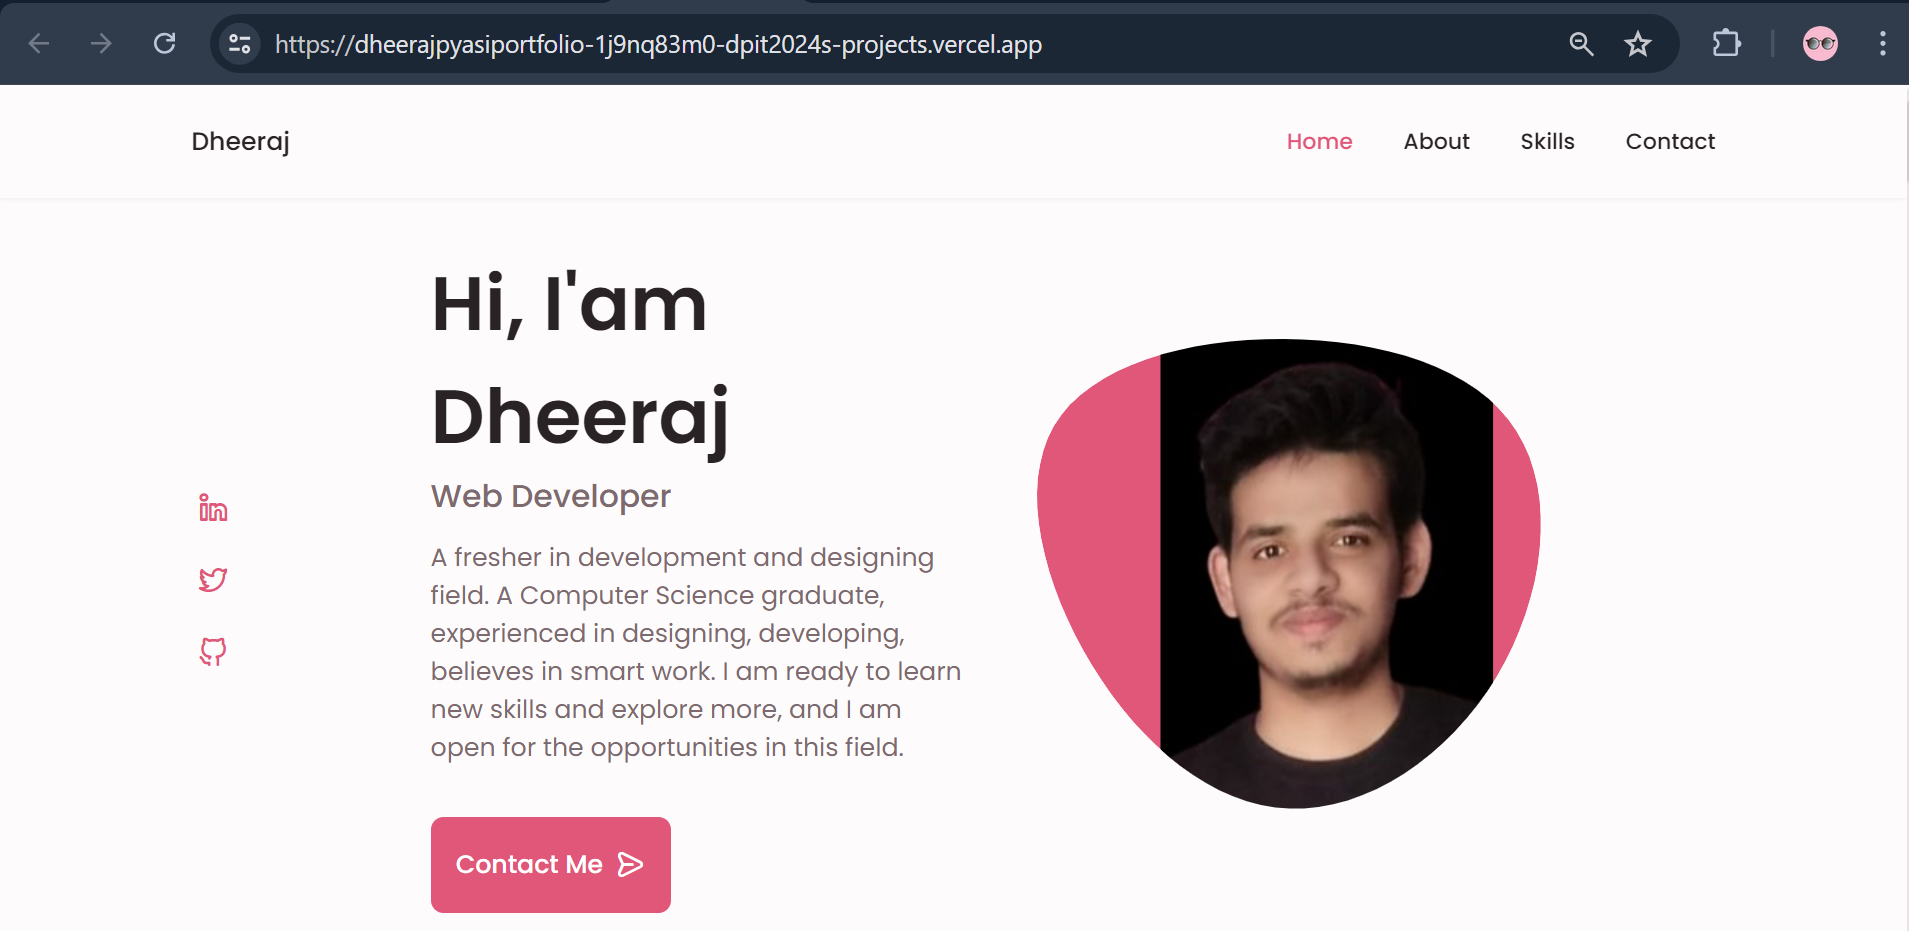 https://dheerajpyasiportfolio-1j9nq83m0-dpit2024s-projects.vercel.app
Dheeraj
Home About Skills Contact
Hi, I'am
Dheeraj
Web Developer
A fresher in development and designing
field. A Computer Science graduate,
experienced in designing, developing,
believes in smart work. I am ready to learn
new skills and explore more, and I am
open for the opportunities in this field.
Contact Me